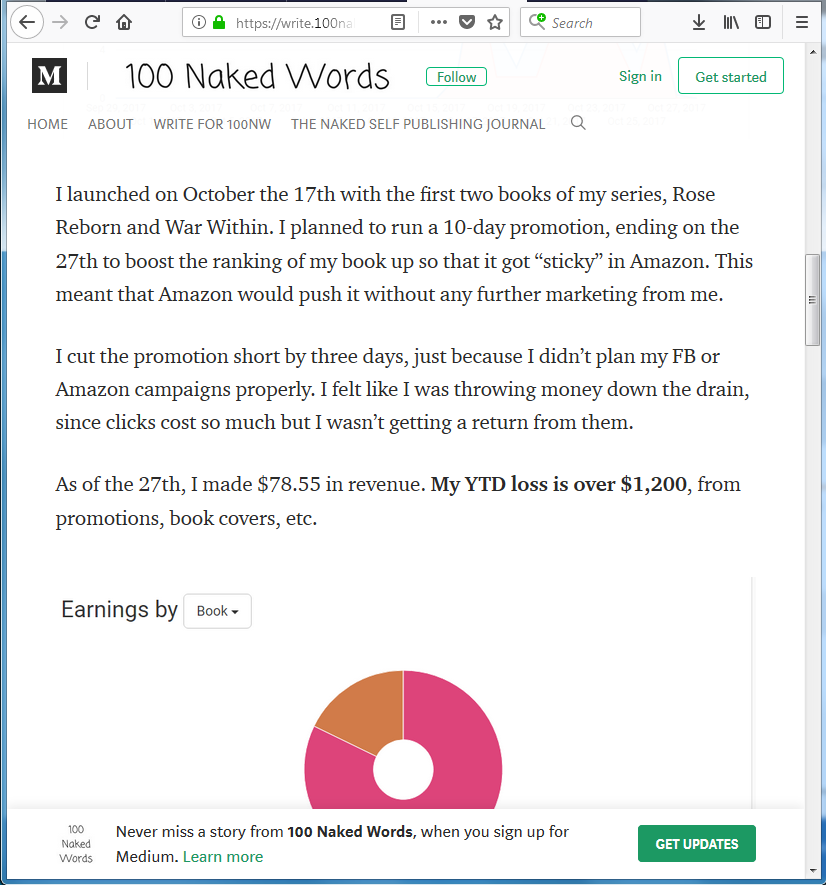 https://write.100na
Search
M
100 Naked Words
Follow
Sign in
Get started
HOME
ABOUT
WRITE FOR 100NW
THE NAKED SELF PUBLISHING JOURNAL
I launched on October the 17th with the first two books of my series, Rose
Reborn and War Within. I planned to run a 10-day promotion, ending on the
27th to boost the ranking of my book up so that it got “sticky” in Amazon. This
meant that Amazon would push it without any further marketing from me.
I cut the promotion short by three days, just because I didn’t plan my FB or
Amazon campaigns properly. I felt like I was throwing money down the drain,
since clicks cost so much but I wasn’t getting a return from them.
As of the 27th, I made $78.55 in revenue. My YTD loss is over $1,200, from
promotions, book covers, etc.
Earnings by
Book
100
Naked
Words
Never miss a story from 100 Naked Words, when you sign up for
Medium. Learn more
GET UPDATES